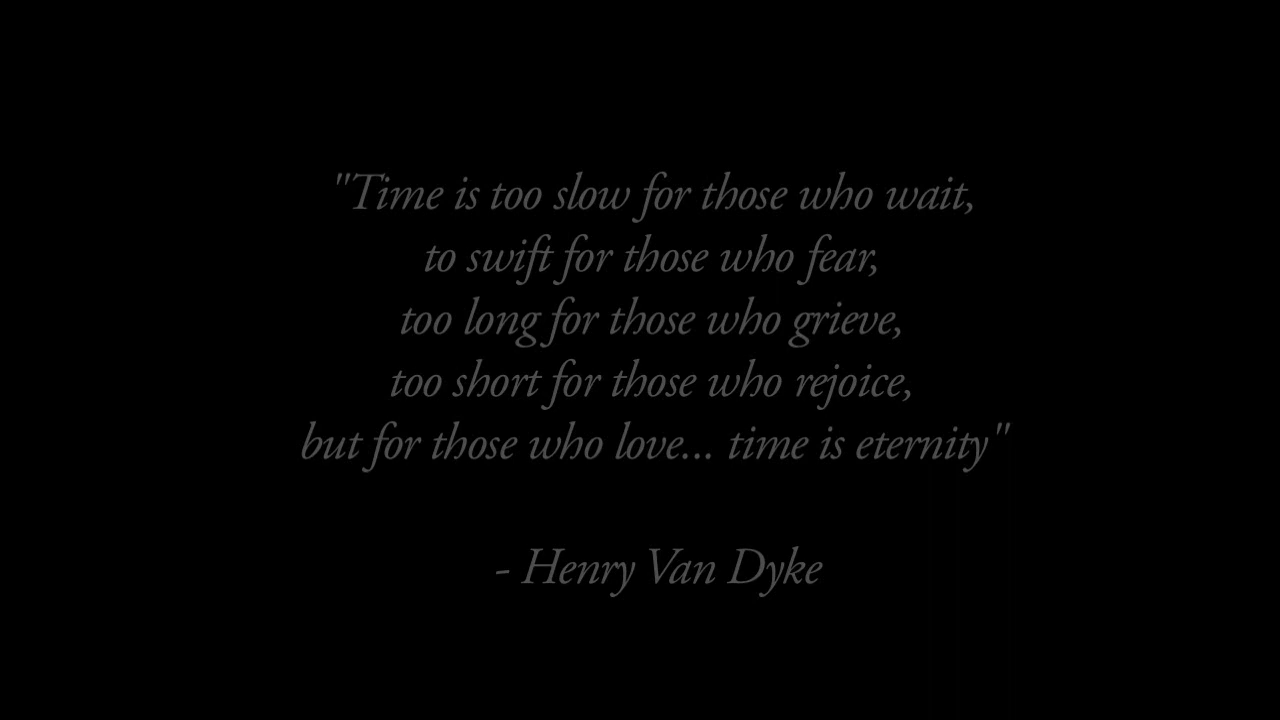 "Time is too slow for those who wait,
to swift for those who fear,
too long for those who grieve,
too short for those who rejoice,
but for those who love... time is eternity"
- Henry Van Dyke